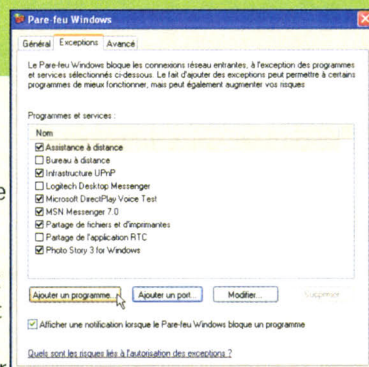 Pare-feu Windows
Général Exceptions Avancé
Le Pare-feu Windows bloque les connexions réseau entrantes, à l'exception des programmes
et services sélectionnés ci-dessous. Le fait d'ajouter des exceptions peut permettre à certains
programmes de mieux fonctionner, mais peut également augmenter vos risques
Programmes et services :
Nom
Assistance à distance
Bureau à distance
Infrastructure UPnP
Logitech Desktop Messenger
Microsoft DirectPlay Voice Test
MSN Messenger 7.0
Partage de fichiers et d'imprimantes
Partage de l'application RTC
Photo Story 3 for Windows
Ajouter un programme... Ajouter un port... Modifier... Supprimer
Afficher une notification lorsque le Pare-feu Windows bloque un programme
Quels sont les risques liés à l'autorisation des exceptions ?